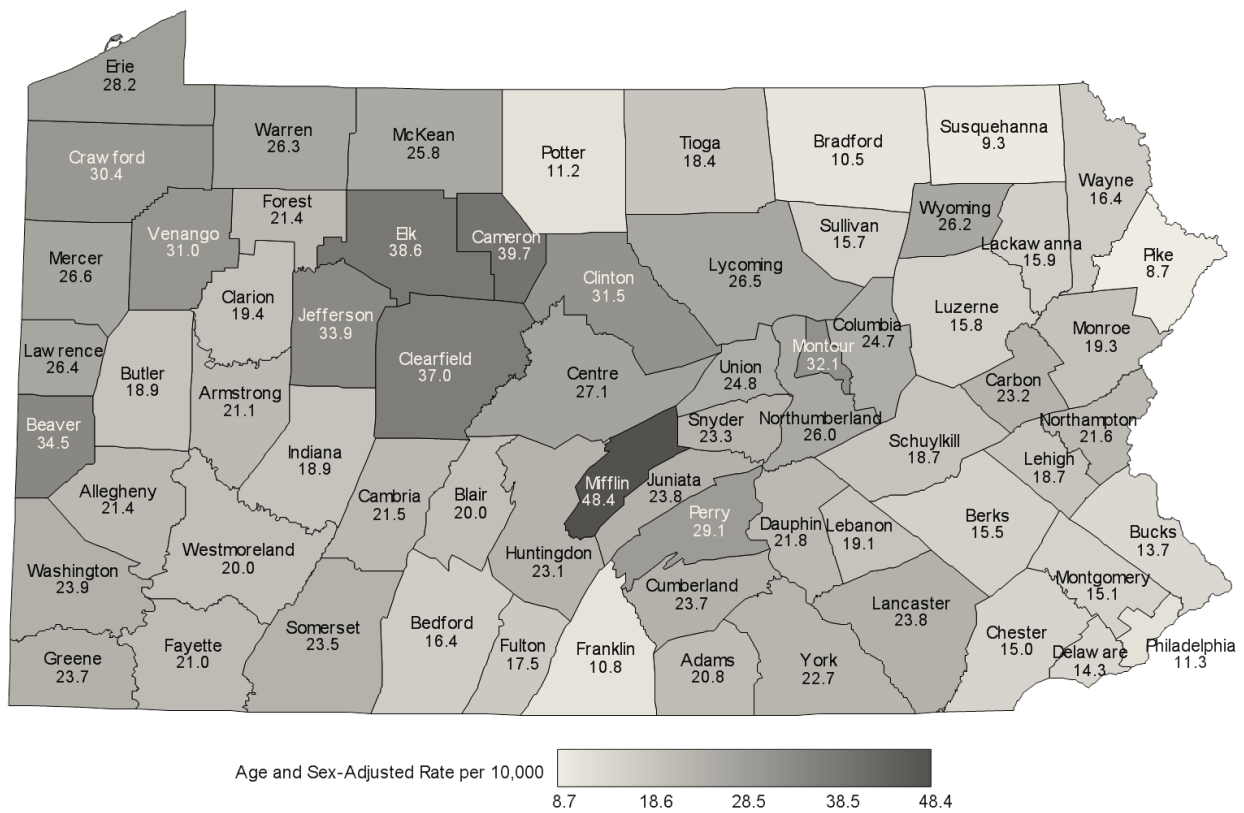 Erie
28.2
Warren
26.3
McKean
25.8
Potter
11.2
Tioga
18.4
Bradford
10.5
Susquehanna
9.3
Crawford
30.4
Wayne
16.4
Forest
21.4
Venango
31.0
Elk
38.6
Cameron
39.7
Sullivan
15.7
Wyoming
26.2
Lackawanna
15.9
Pike
8.7
Mercer
26.6
Clinton
31.5
Lycoming
26.5
Clarion
19.4
Jefferson
33.9
Luzerne
15.8
Columbia
24.7
Monroe
19.3
Lawrence
26.4
Butler
18.9
Clearfield
37.0
Centre
27.1
Union
24.8
Montour
32.1
Carbon
23.2
Armstrong
21.1
Beaver
34.5
Snyder
23.3
Northumberland
26.0
Northampton
21.6
Indiana
18.9
Schuylkill
18.7
Lehigh
18.7
Allegheny
21.4
Cambria
21.5
Blair
20.0
Mifflin
48.4
Juniata
23.8
Perry
29.1
Dauphin
21.8
Lebanon
19.1
Berks
15.5
Bucks
13.7
Westmoreland
20.0
Huntingdon
23.1
Washington
23.9
Cumberland
23.7
Montgomery
15.1
Lancaster
23.8
Somerset
23.5
Bedford
16.4
Fulton
17.5
Franklin
10.8
Adams
20.8
York
22.7
Chester
15.0
Delaware
14.3
Philadelphia
11.3
Greene
23.7
Fayette
21.0
Age and Sex-Adjusted Rate per 10,000
8.7 18.6 28.5 38.5 48.4